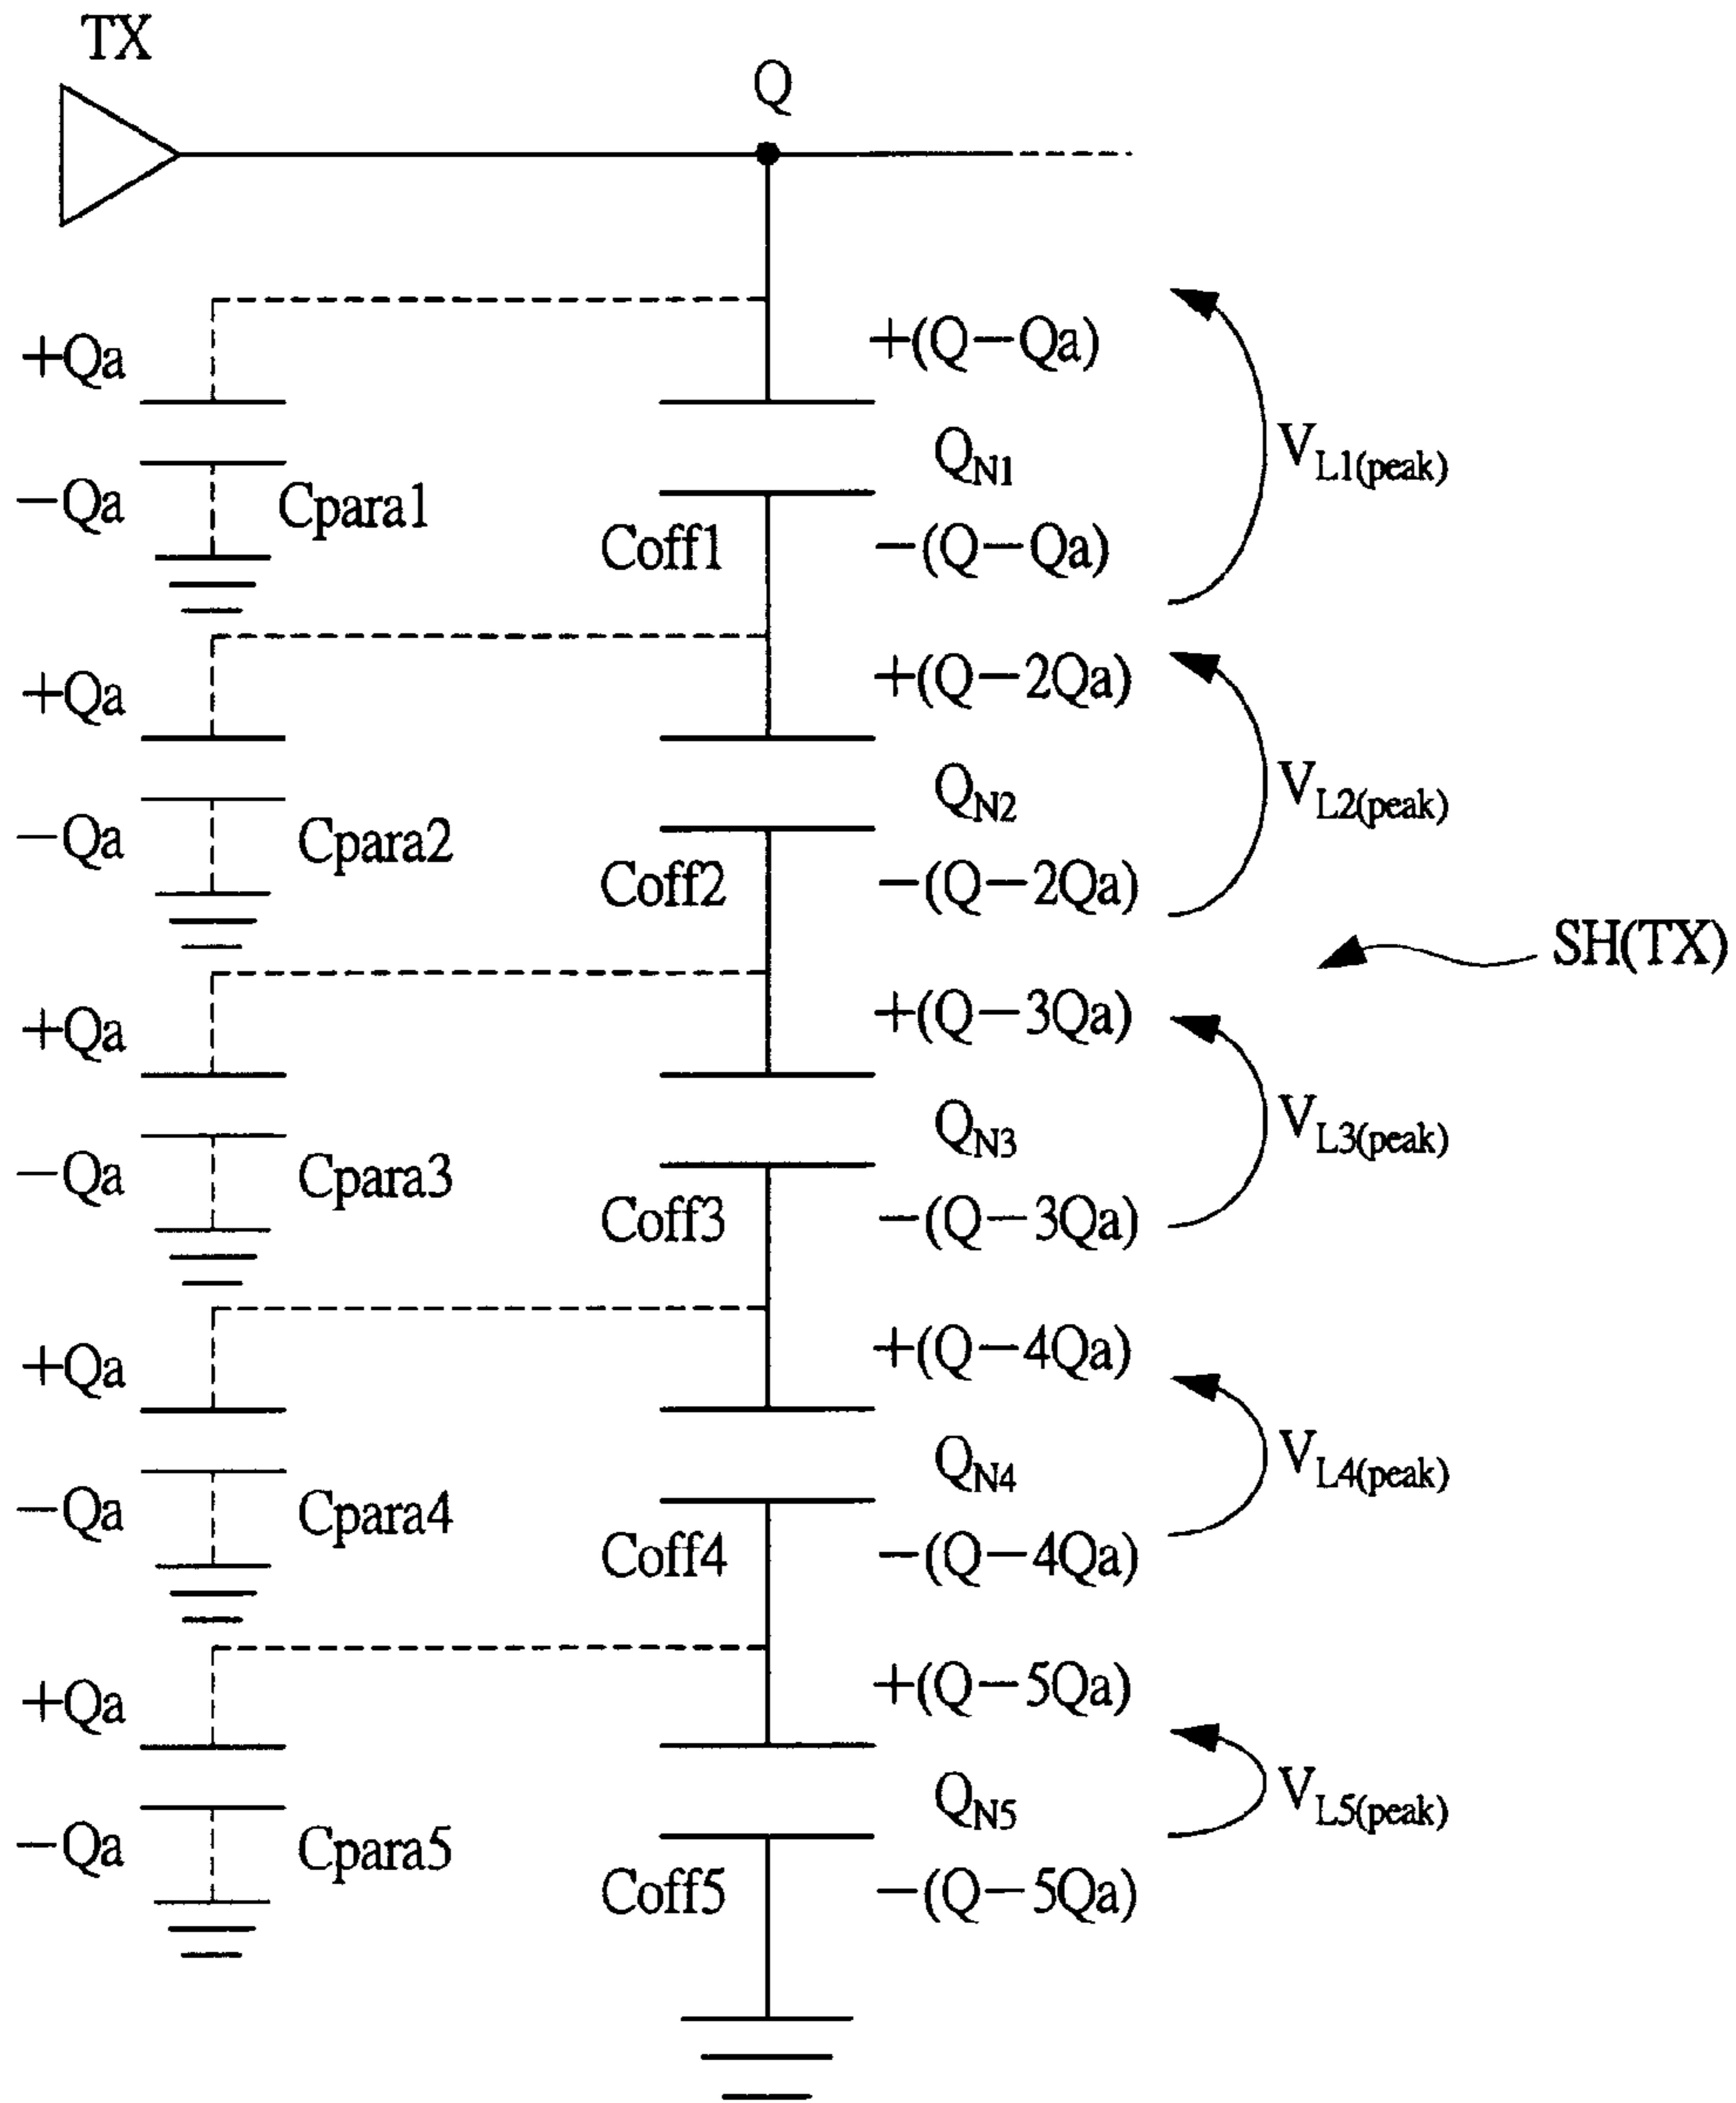 TX
Q
+Qa
−Qa
Cpara1
Coff1
+(Q−Qa)
QN1
−(Q−Qa)
VL1(peak)
+Qa
−Qa
Cpara2
Coff2
+(Q−2Qa)
QN2
−(Q−2Qa)
VL2(peak)
SH(TX)
+Qa
−Qa
Cpara3
Coff3
+(Q−3Qa)
QN3
−(Q−3Qa)
VL3(peak)
+Qa
−Qa
Cpara4
Coff4
+(Q−4Qa)
QN4
−(Q−4Qa)
VL4(peak)
+Qa
−Qa
Cpara5
Coff5
+(Q−5Qa)
QN5
−(Q−5Qa)
VL5(peak)